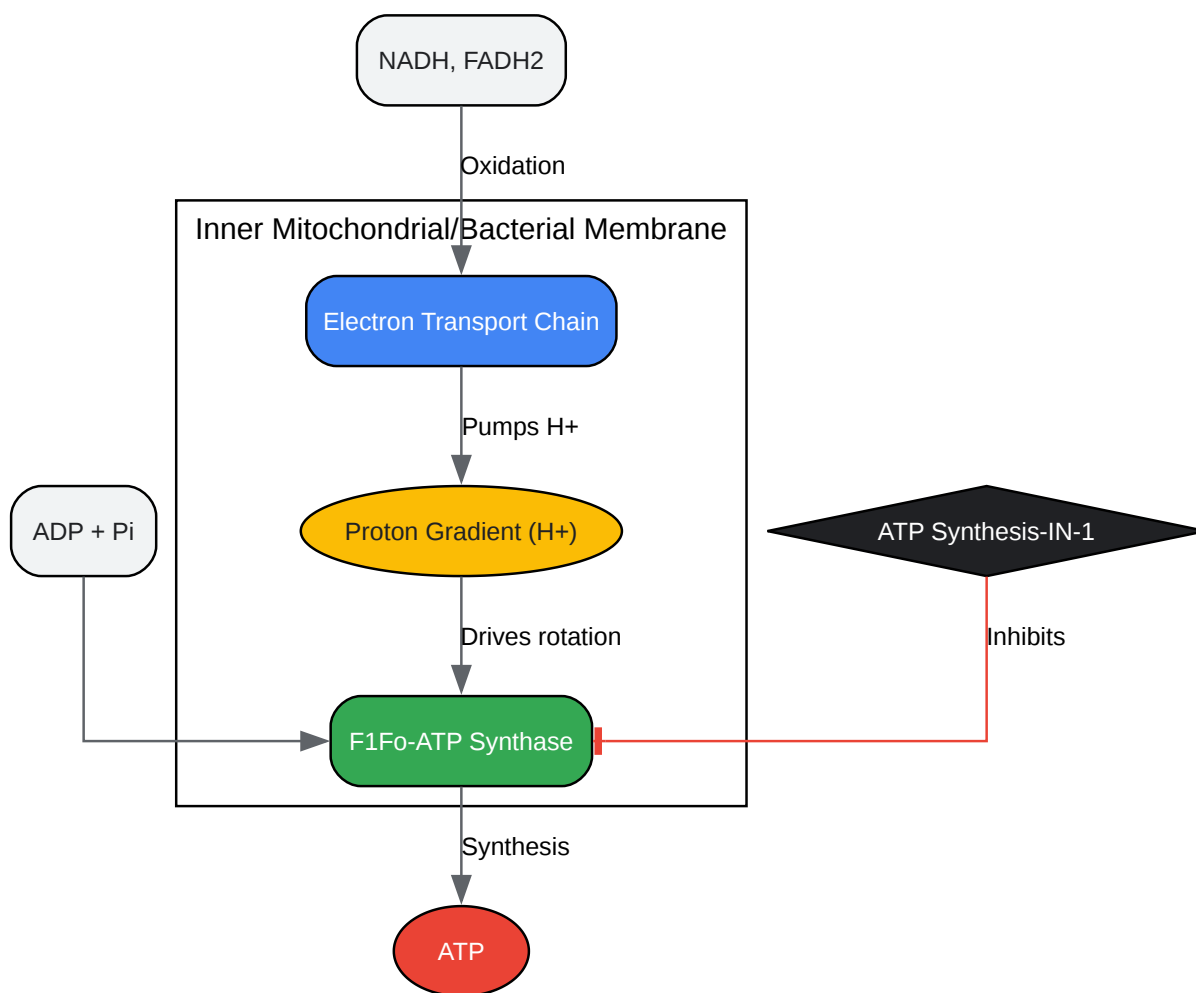 NADH, FADH2
Oxidation
Inner Mitochondrial/Bacterial Membrane
Electron Transport Chain
Pumps H+
ADP + Pi
Proton Gradient (H+)
ATP Synthesis-IN-1
Drives rotation
Inhibits
F1Fo-ATP Synthase
Synthesis
ATP